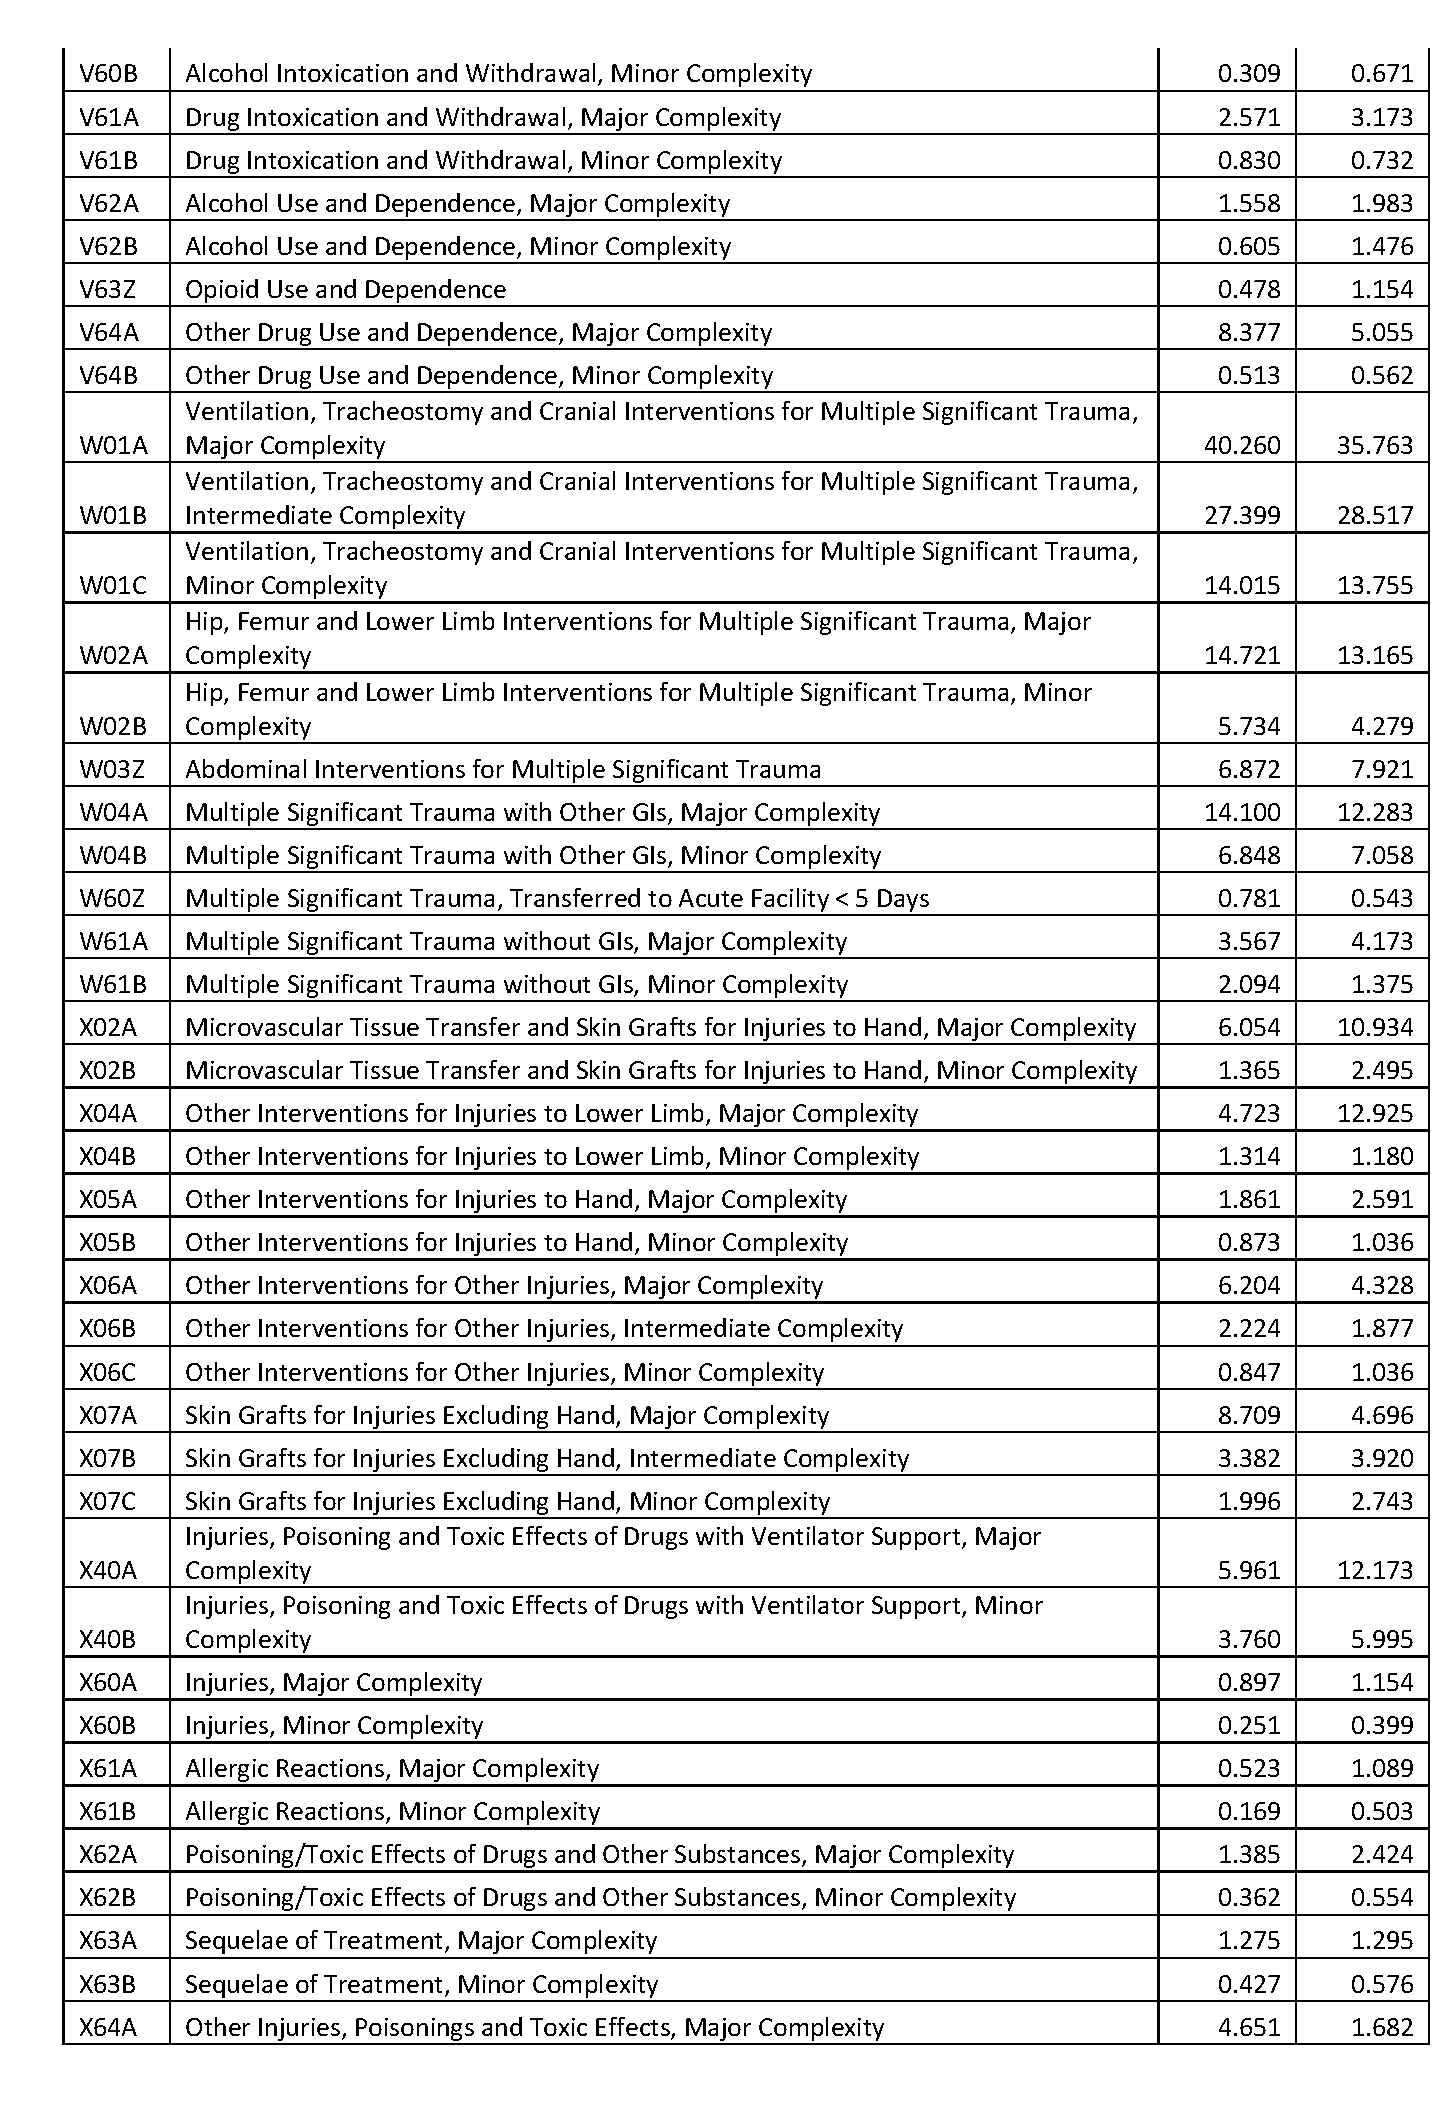 V60B Alcohol Intoxication and Withdrawal, Minor Complexity 0.309 0.671
V61A Drug Intoxication and Withdrawal, Major Complexity 2.571 3.173
V61B Drug Intoxication and Withdrawal, Minor Complexity 0.830 0.732
V62A Alcohol Use and Dependence, Major Complexity 1.558 1.983
V62B Alcohol Use and Dependence, Minor Complexity 0.605 1.476
V63Z Opioid Use and Dependence 0.478 1.154
V64A Other Drug Use and Dependence, Major Complexity 8.377 5.055
V64B Other Drug Use and Dependence, Minor Complexity 0.513 0.562
Ventilation, Tracheostomy and Cranial Interventions for Multiple Significant Trauma,
W01A Major Complexity 40.260 35.763
Ventilation, Tracheostomy and Cranial Interventions for Multiple Significant Trauma,
W01B Intermediate Complexity 27.399 28.517
Ventilation, Tracheostomy and Cranial Interventions for Multiple Significant Trauma,
W01C Minor Complexity 14.015 13.755
Hip, Femur and Lower Limb Interventions for Multiple Significant Trauma, Major
W02A Complexity 14.721 13.165
Hip, Femur and Lower Limb Interventions for Multiple Significant Trauma, Minor
W02B Complexity 5.734 4.279
W03Z Abdominal Interventions for Multiple Significant Trauma 6.872 7.921
W04A Multiple Significant Trauma with Other GIs, Major Complexity 14.100 12.283
W04B Multiple Significant Trauma with Other GIs, Minor Complexity 6.848 7.058
W60Z Multiple Significant Trauma, Transferred to Acute Facility < 5 Days 0.781 0.543
W61A Multiple Significant Trauma without GIs, Major Complexity 3.567 4.173
W61B Multiple Significant Trauma without GIs, Minor Complexity 2.094 1.375
X02A Microvascular Tissue Transfer and Skin Grafts for Injuries to Hand, Major Complexity 6.054 10.934
X02B Microvascular Tissue Transfer and Skin Grafts for Injuries to Hand, Minor Complexity 1.365 2.495
X04A Other Interventions for Injuries to Lower Limb, Major Complexity 4.723 12.925
X04B Other Interventions for Injuries to Lower Limb, Minor Complexity 1.314 1.180
X05A Other Interventions for Injuries to Hand, Major Complexity 1.861 2.591
X05B Other Interventions for Injuries to Hand, Minor Complexity 0.873 1.036
X06A Other Interventions for Other Injuries, Major Complexity 6.204 4.328
X06B Other Interventions for Other Injuries, Intermediate Complexity 2.224 1.877
X06C Other Interventions for Other Injuries, Minor Complexity 0.847 1.036
X07A Skin Grafts for Injuries Excluding Hand, Major Complexity 8.709 4.696
X07B Skin Grafts for Injuries Excluding Hand, Intermediate Complexity 3.382 3.920
X07C Skin Grafts for Injuries Excluding Hand, Minor Complexity 1.996 2.743
Injuries, Poisoning and Toxic Effects of Drugs with Ventilator Support, Major
X40A Complexity 5.961 12.173
Injuries, Poisoning and Toxic Effects of Drugs with Ventilator Support, Minor
X40B Complexity 3.760 5.995
X60A Injuries, Major Complexity 0.897 1.154
X60B Injuries, Minor Complexity 0.251 0.399
X61A Allergic Reactions, Major Complexity 0.523 1.089
X61B Allergic Reactions, Minor Complexity 0.169 0.503
X62A Poisoning/Toxic Effects of Drugs and Other Substances, Major Complexity 1.385 2.424
X62B Poisoning/Toxic Effects of Drugs and Other Substances, Minor Complexity 0.362 0.554
X63A Sequelae of Treatment, Major Complexity 1.275 1.295
X63B Sequelae of Treatment, Minor Complexity 0.427 0.576
X64A Other Injuries, Poisonings and Toxic Effects, Major Complexity 4.651 1.682